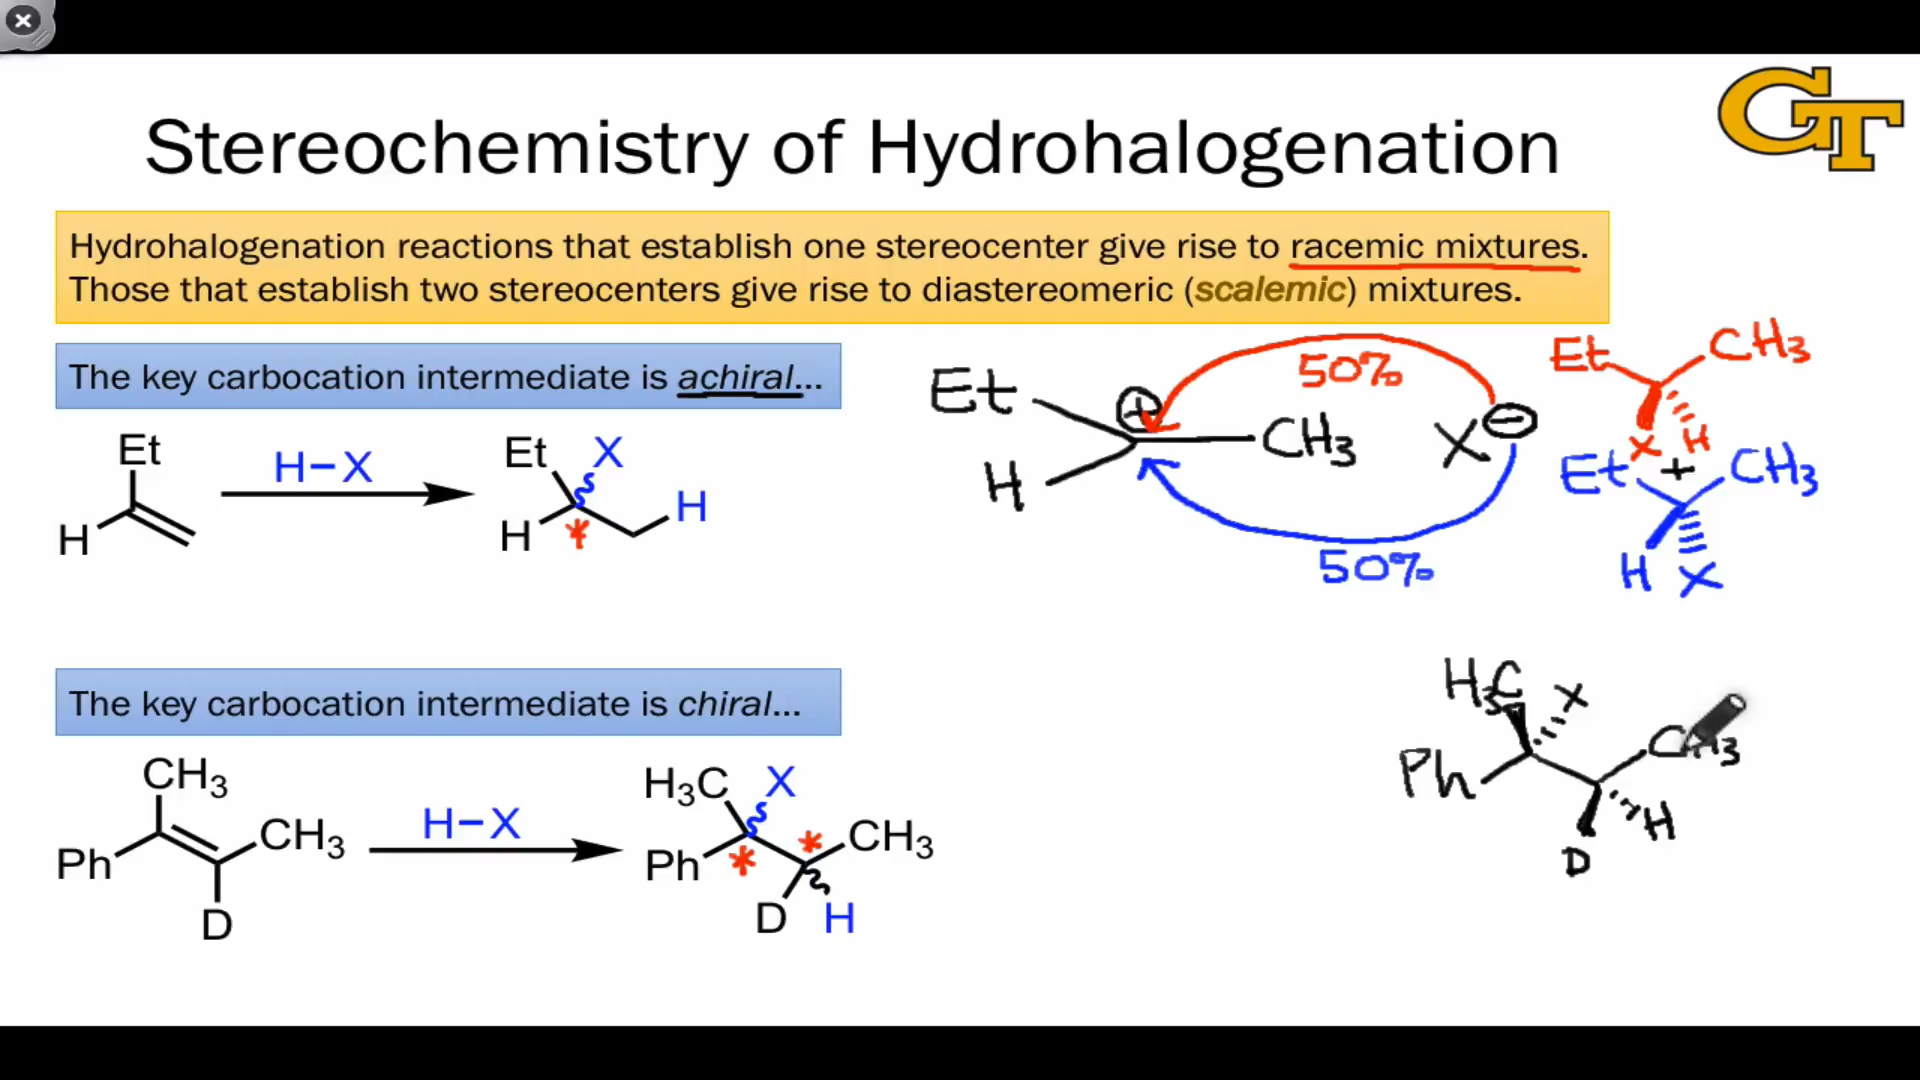 GT
Stereochemistry of Hydrohalogenation
Hydrohalogenation reactions that establish one stereocenter give rise to racemic mixtures.
Those that establish two stereocenters give rise to diastereomeric (scalemic) mixtures.
The key carbocation intermediate is achiral...
Et
H
H–X
Et X
H * H
Et
H
+
CH3
X –
50%
50%
Et CH3
X H
+
Et CH3
H X
The key carbocation intermediate is chiral...
CH3
Ph CH3
D
H–X
H3C X
Ph * * CH3
D H
H3C X
Ph CH3
D H